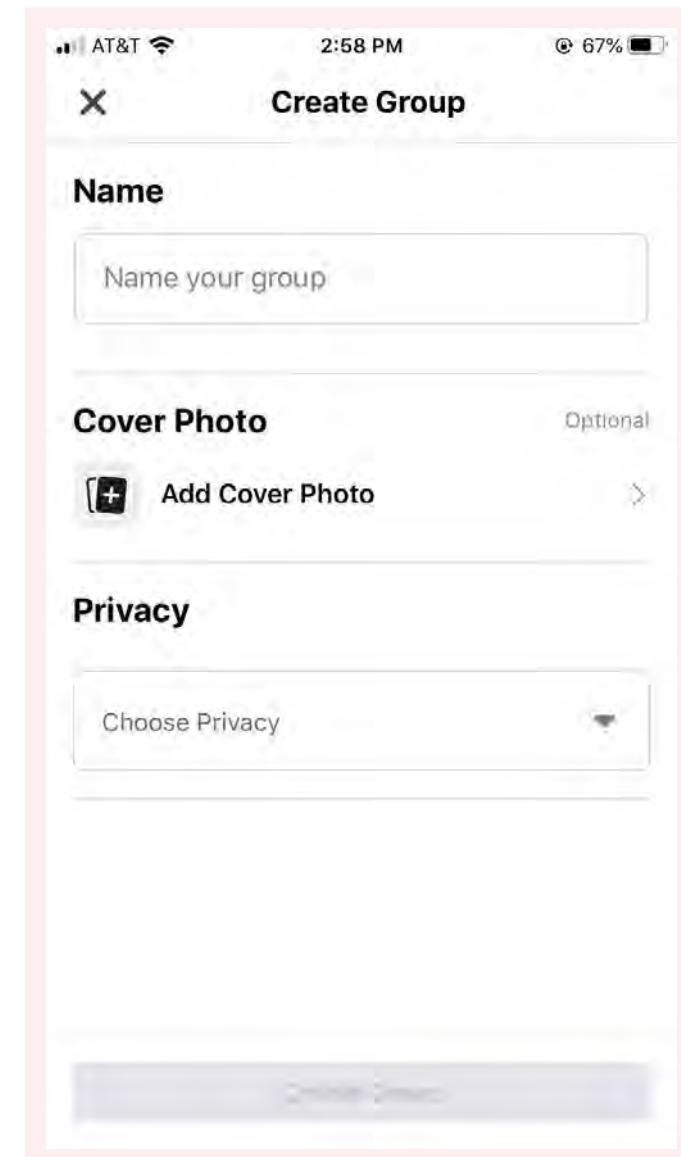 AT&T 2:58 PM 67%
Create Group
Name
Name your group
Cover Photo Optional
Add Cover Photo
Privacy
Choose Privacy